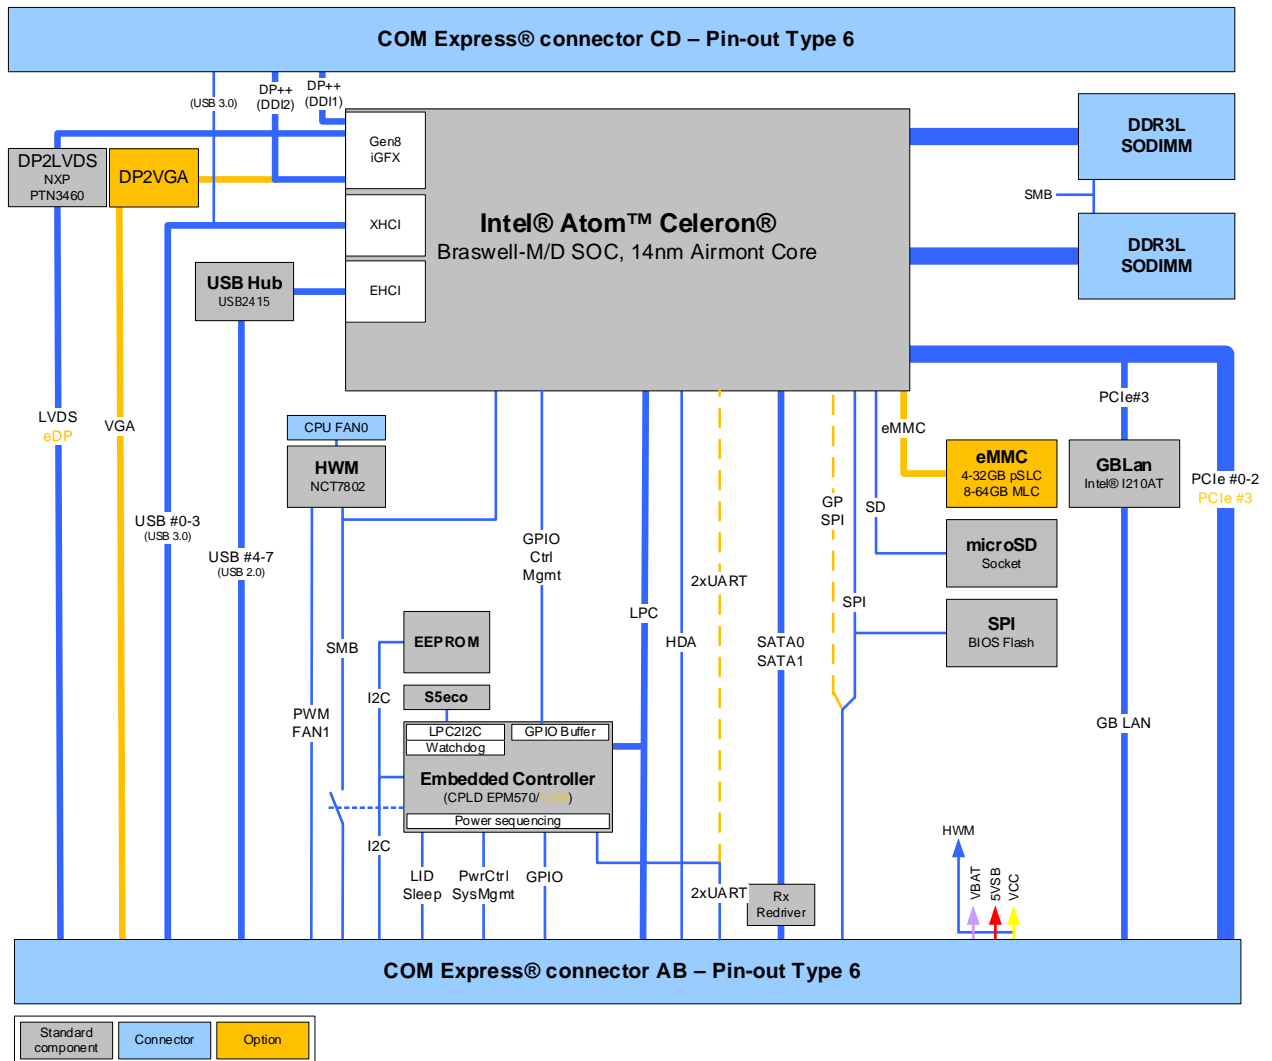 COM Express® connector CD – Pin-out Type 6
(USB 3.0)
DP++
(DDI2)
DP++
(DDI1)
Gen8
iGFX
DDR3L
SODIMM
DP2LVDS
NXP
PTN3460
DP2VGA
SMB
XHCI
Intel® Atom™ Celeron®
Braswell-M/D SOC, 14nm Airmont Core
DDR3L
SODIMM
USB Hub
USB2415
EHCI
LVDS
eDP
VGA
CPU FAN0
HWM
NCT7802
PCIe#3
eMMC
eMMC
4-32GB pSLC
8-64GB MLC
GBLan
Intel® I210AT
PCIe #0-2
PCIe #3
USB #0-3
(USB 3.0)
USB #4-7
(USB 2.0)
GPIO
Ctrl
Mgmt
GP
SPI
SD
microSD
Socket
2xUART
LPC
SPI
SPI
BIOS Flash
SMB
EEPROM
HDA
SATA0
SATA1
I2C
S5eco
PWM
FAN1
LPC2I2C
Watchdog
GPIO Buffer
GB LAN
Embedded Controller
(CPLD EPM570/
Power sequencing
I2C
LID
Sleep
PwrCtrl
SysMgmt
GPIO
2xUART
Rx
Redriver
HWM
VBAT
5VSB
VCC
COM Express® connector AB – Pin-out Type 6
Standard
component
Connector
Option